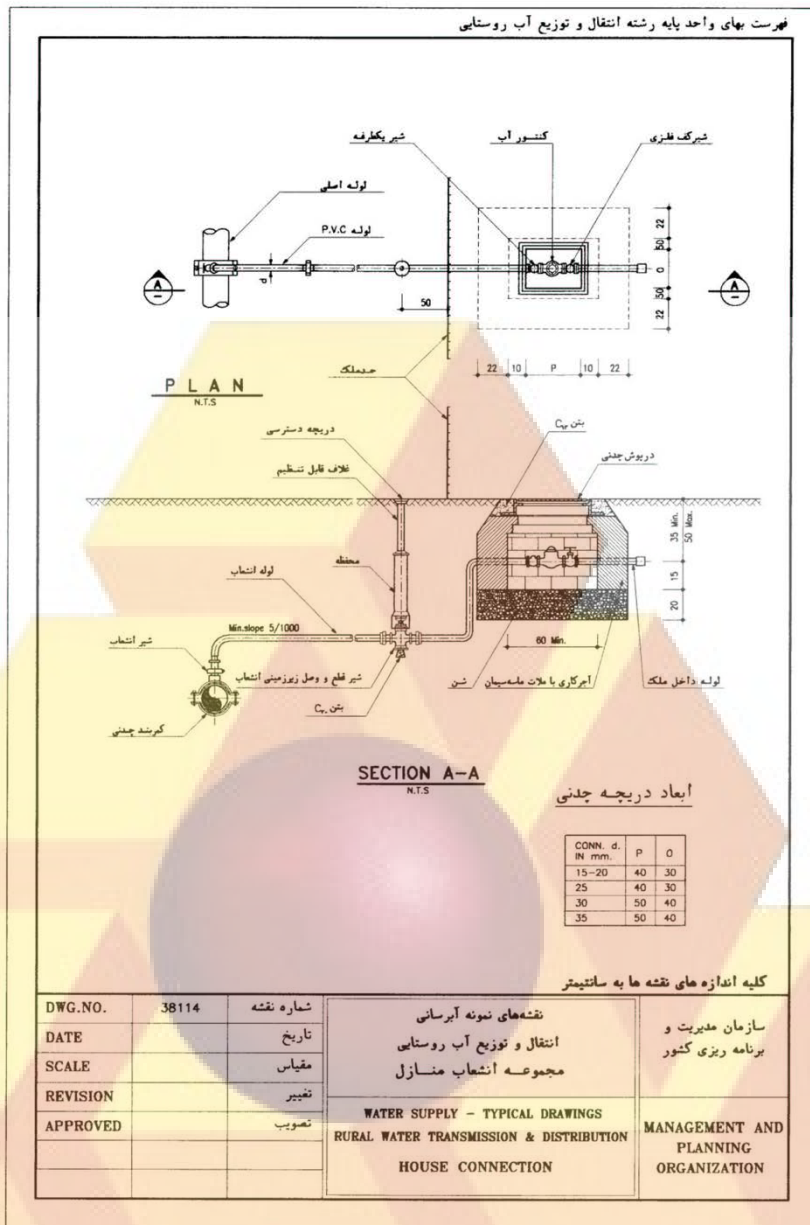 فهرست بهای واحد پایه رشته انتقال و توزیع آب روستایی
شیر یکطرفه
کنتور آب
شیرکف فلزی
لوله اصلی
لوله P.V.C
d
A
A
50
22
50
O
50
22
22
10
P
10
22
PLAN
N.T.S
حدملک
دریچه دسترسی
غلاف قابل تنظیم
محفظه
لوله انشعاب
Min.slope 5/1000
شیر انشعاب
کمربند چدنی
شیر قطع و وصل زیرزمینی انشعاب
بتن
بتن
درپوش چدنی
35 Min.
50 Max.
15
20
60 Min.
شن
آجرکاری با ملات ماسه سیمان
لوله داخل ملک
SECTION A-A
N.T.S
ابعاد دریچه چدنی
CONN. d. IN mm. P O
15-20 40 30
25 40 30
30 50 40
35 50 40
کلیه اندازه های نقشه ها به سانتیمتر
DWG.NO. 38114 شماره نقشه
DATE تاریخ
SCALE مقیاس
REVISION تغییر
APPROVED تصویب
نقشه‌های نمونه آبرسانی
انتقال و توزیع آب روستایی
مجموعه انشعاب منازل
WATER SUPPLY - TYPICAL DRAWINGS
RURAL WATER TRANSMISSION & DISTRIBUTION
HOUSE CONNECTION
سازمان مدیریت و
برنامه ریزی کشور
MANAGEMENT AND
PLANNING
ORGANIZATION